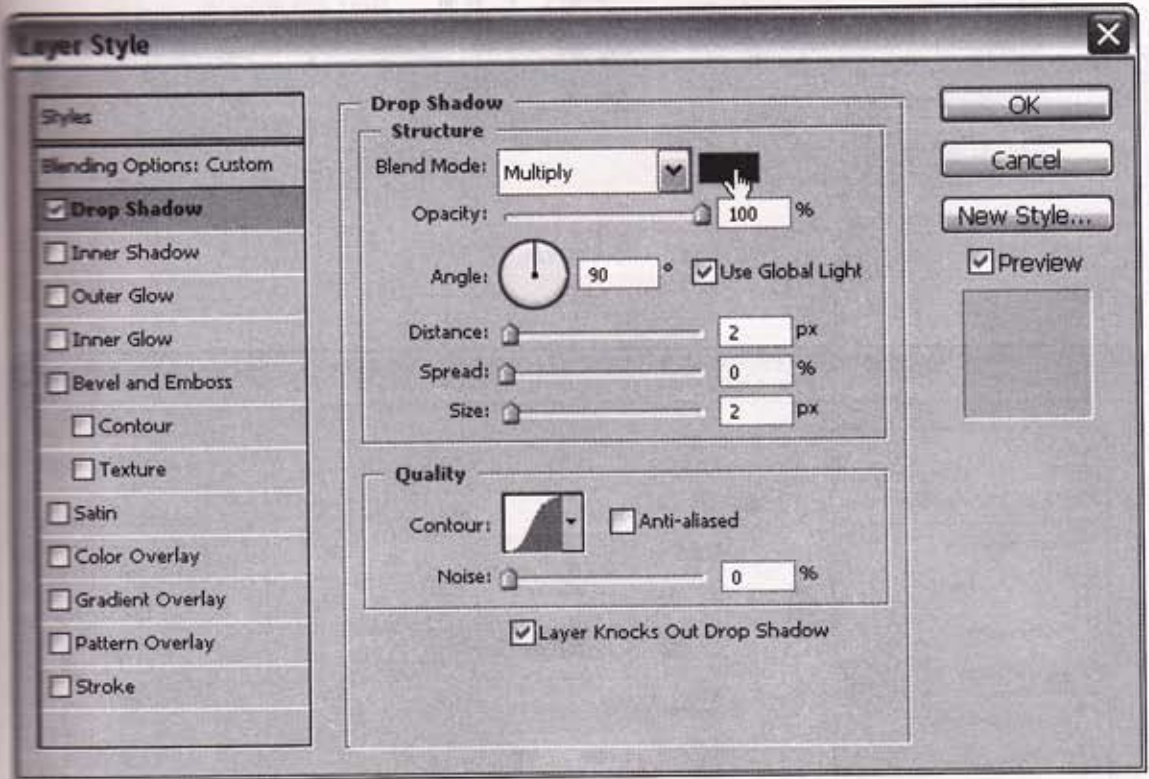 Layer Style
Styles
Blending Options: Custom
Drop Shadow
Inner Shadow
Outer Glow
Inner Glow
Bevel and Emboss
Contour
Texture
Satin
Color Overlay
Gradient Overlay
Pattern Overlay
Stroke
Drop Shadow
Structure
Blend Mode: Multiply
Opacity: 100 %
Angle: 90 ° Use Global Light
Distance: 2 px
Spread: 0 %
Size: 2 px
Quality
Contour: Anti-aliased
Noise: 0 %
Layer Knocks Out Drop Shadow
OK
Cancel
New Style...
Preview